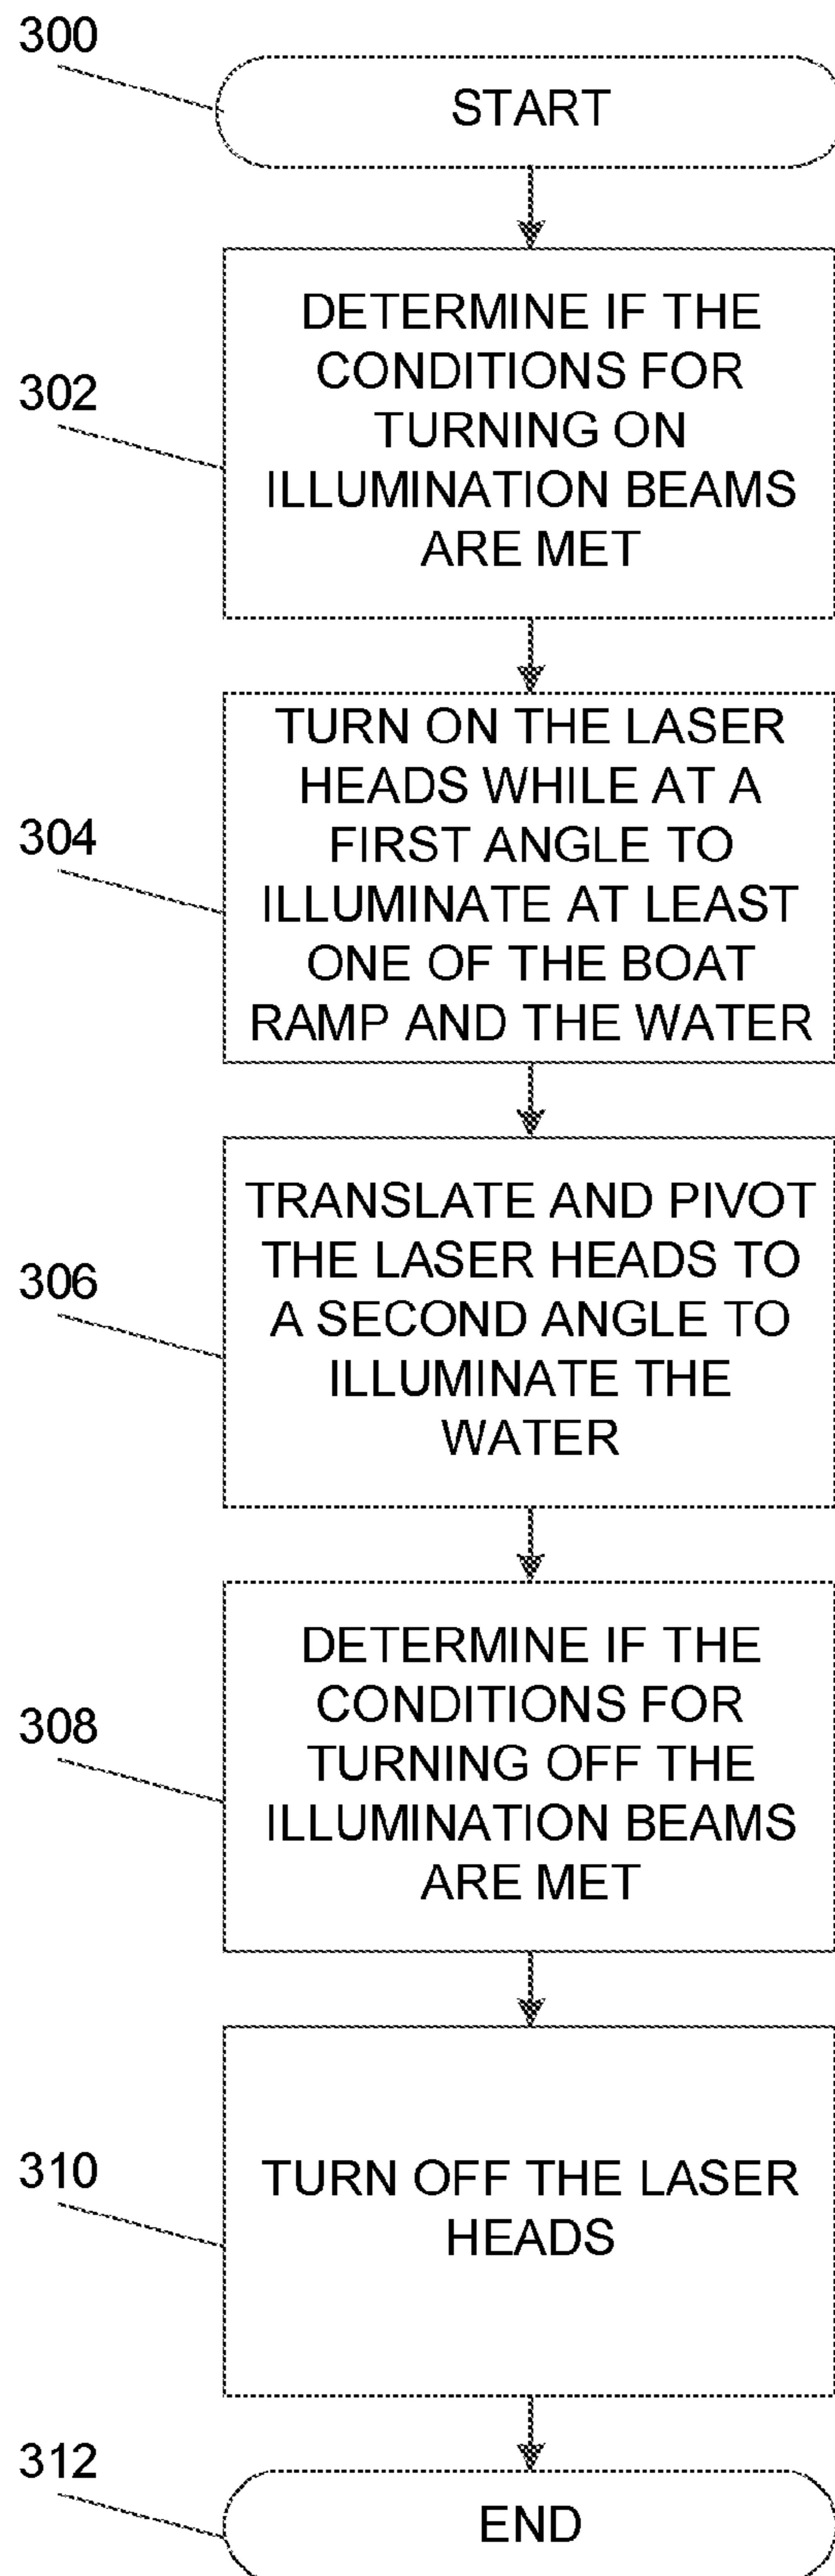 300
START
302
DETERMINE IF THE
CONDITIONS FOR
TURNING ON
ILLUMINATION BEAMS
ARE MET
304
TURN ON THE LASER
HEADS WHILE AT A
FIRST ANGLE TO
ILLUMINATE AT LEAST
ONE OF THE BOAT
RAMP AND THE WATER
306
TRANSLATE AND PIVOT
THE LASER HEADS TO
A SECOND ANGLE TO
ILLUMINATE THE
WATER
308
DETERMINE IF THE
CONDITIONS FOR
TURNING OFF THE
ILLUMINATION BEAMS
ARE MET
310
TURN OFF THE LASER
HEADS
312
END